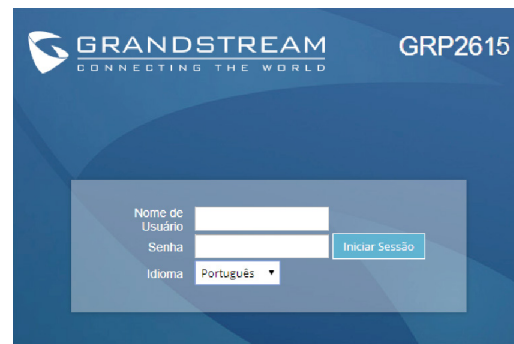 GRANDSTREAM
CONNECTING THE WORLD
GRP2615
Nome de
Usuário
Senha
Iniciar Sessão
Idioma
Português